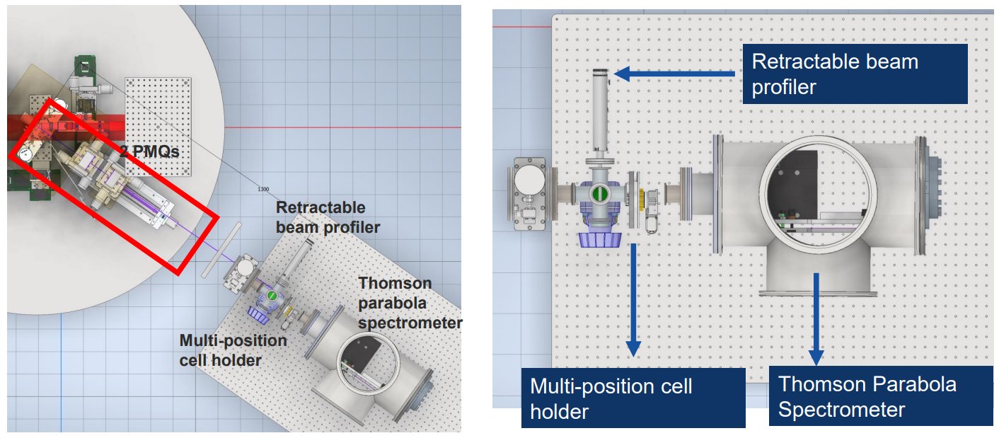 2 PMQs
1300
Retractable
beam profiler
Thomson
parabola
spectrometer
Multi-position
cell holder
Retractable beam
profiler
Multi-position cell
holder
Thomson Parabola
Spectrometer